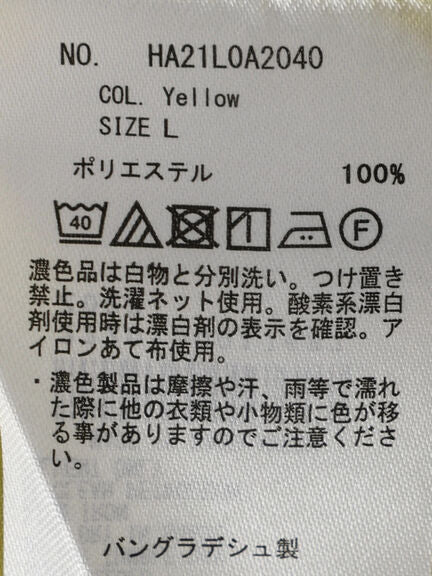 NO. HA21L0A2040
COL. Yellow
SIZE L
ポリエステル 100%
40 F
濃色品は白物と分別洗い。つけ置き
禁止。洗濯ネット使用。酸素系漂白
剤使用時は漂白剤の表示を確認。ア
イロンあて布使用。
・濃色製品は摩擦や汗、雨等で濡れ
た際に他の衣類や小物類に色が移
る事がありますのでご注意くださ
い。
バングラデシュ製